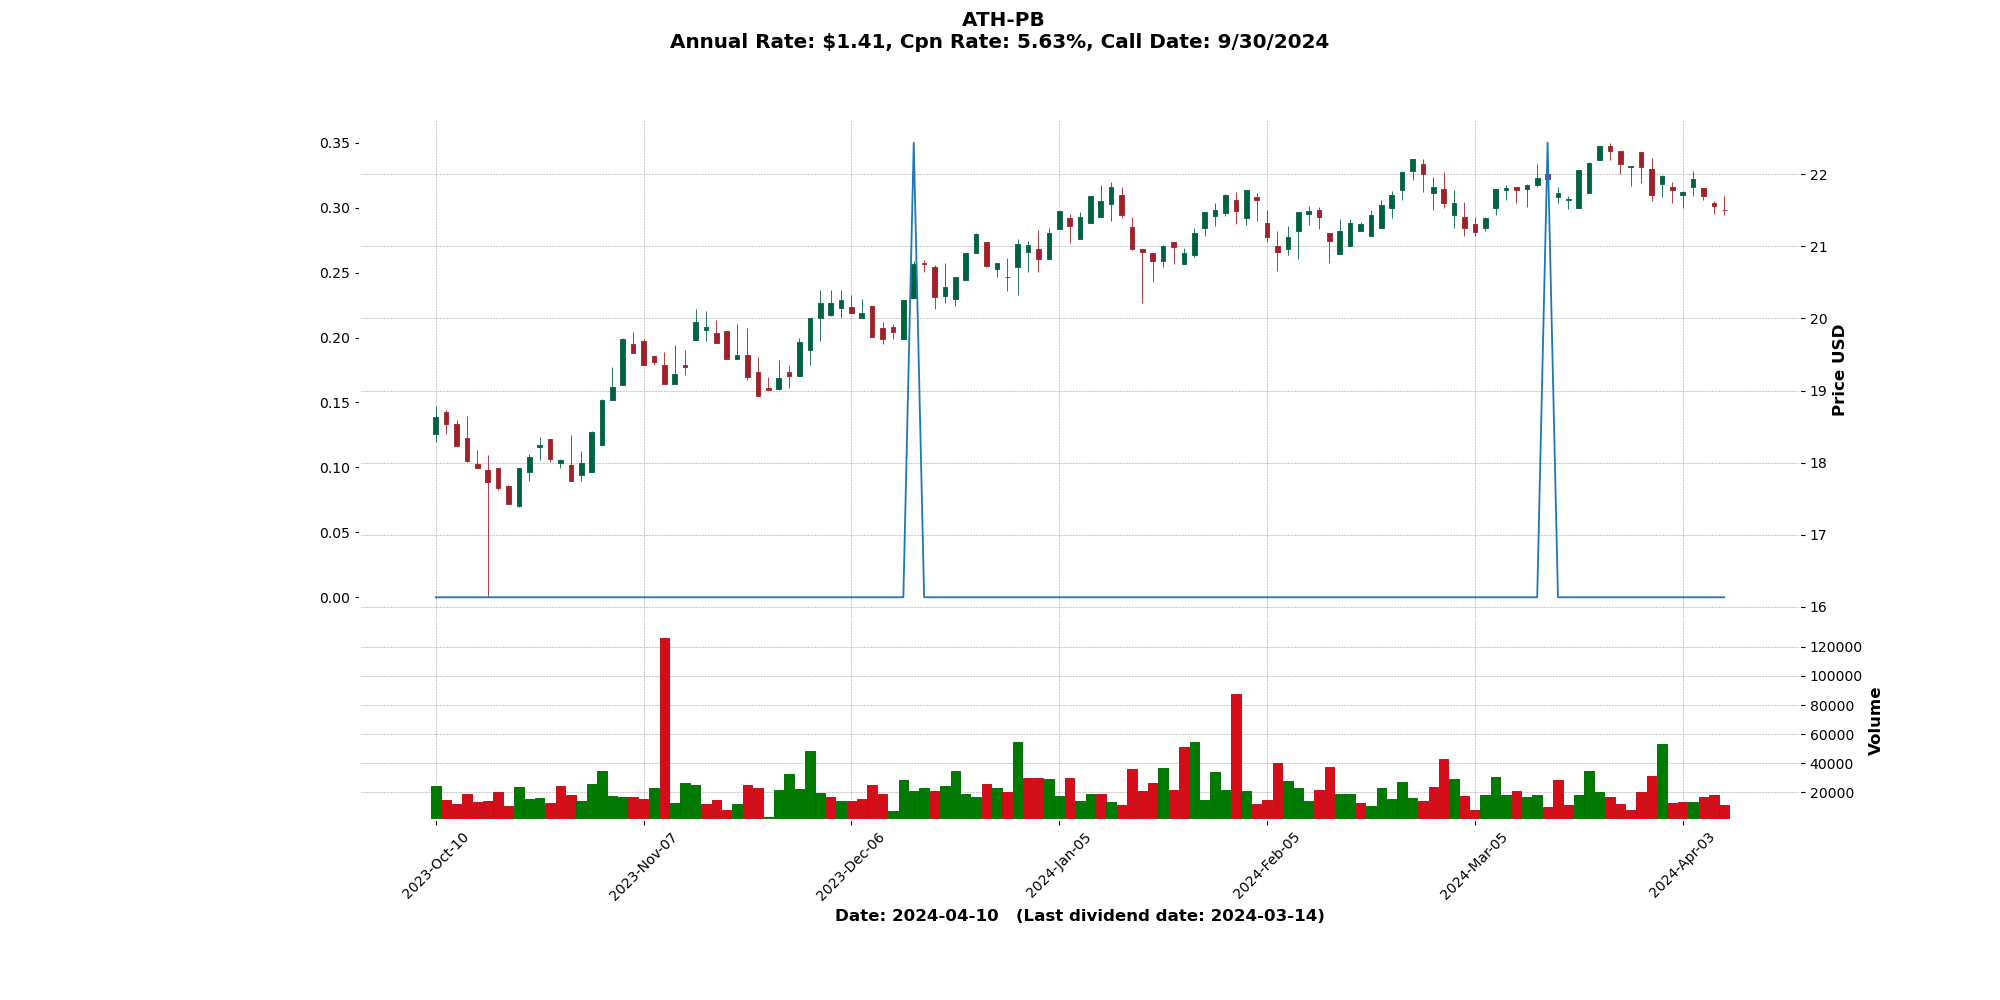 ATH-PB
Annual Rate: $1.41, Cpn Rate: 5.63%, Call Date: 9/30/2024
0.35
0.30
0.25
0.20
0.15
0.10
0.05
0.00
22
21
20
19
18
17
16
Price USD
120000
100000
80000
60000
40000
20000
Volume
2023-Oct-10
2023-Nov-07
2023-Dec-06
2024-Jan-05
2024-Feb-05
2024-Mar-05
2024-Apr-03
Date: 2024-04-10 (Last dividend date: 2024-03-14)